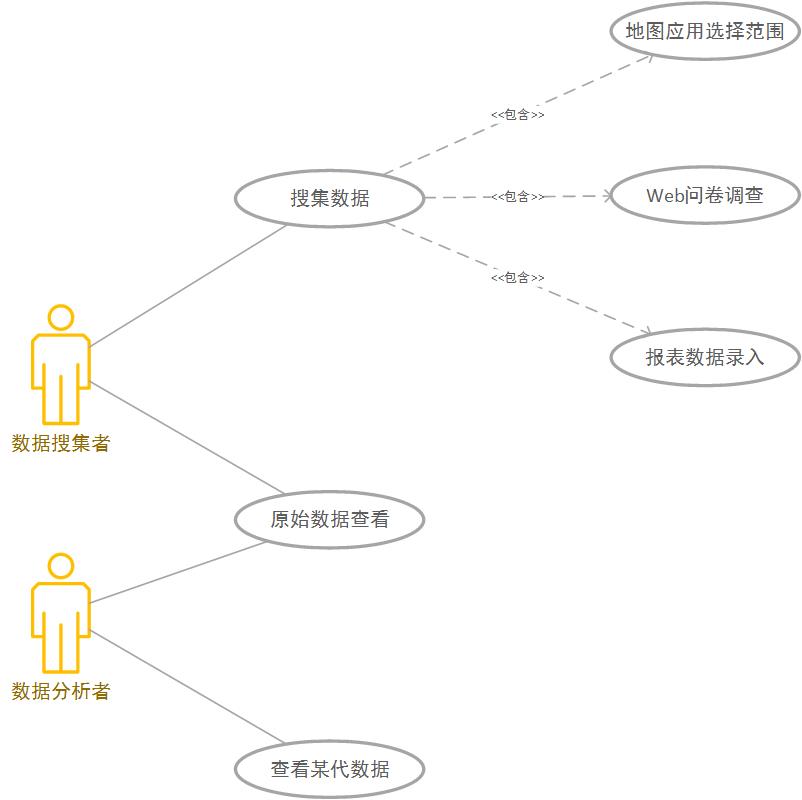 地图应用选择范围
<<包含>>
搜集数据
<<包含>>
Web问卷调查
<<包含>>
报表数据录入
数据搜集者
原始数据查看
数据分析者
查看某代数据